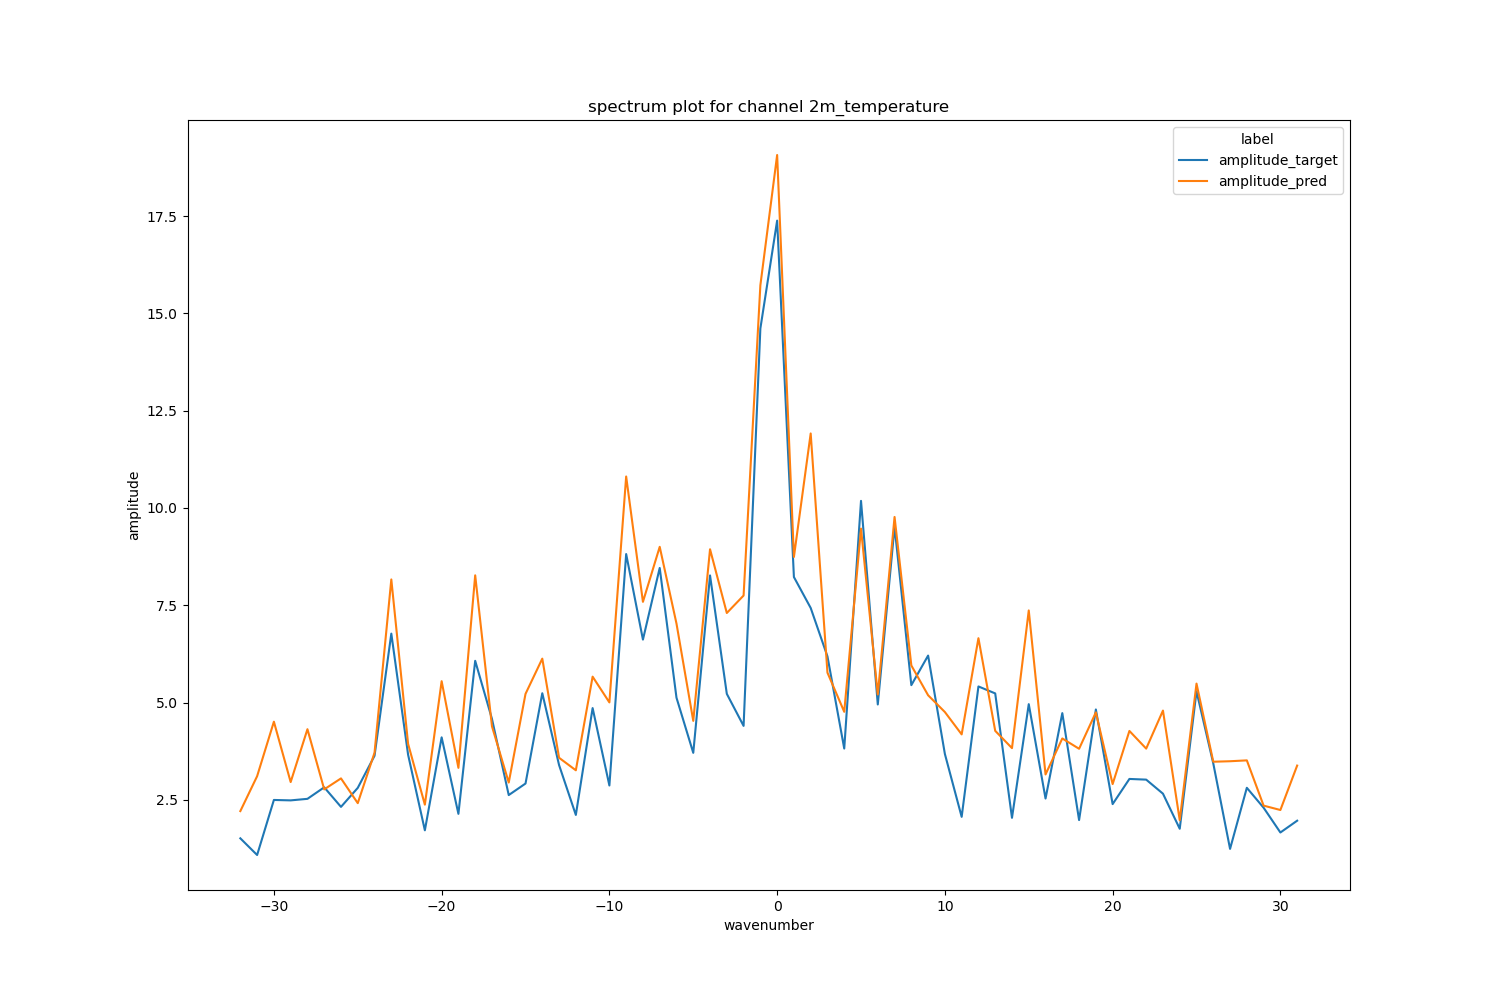 spectrum plot for channel 2m_temperature
label
amplitude_target
amplitude_pred
17.5
15.0
12.5
10.0
7.5
5.0
2.5
amplitude
−30
−20
−10
0
10
20
30
wavenumber